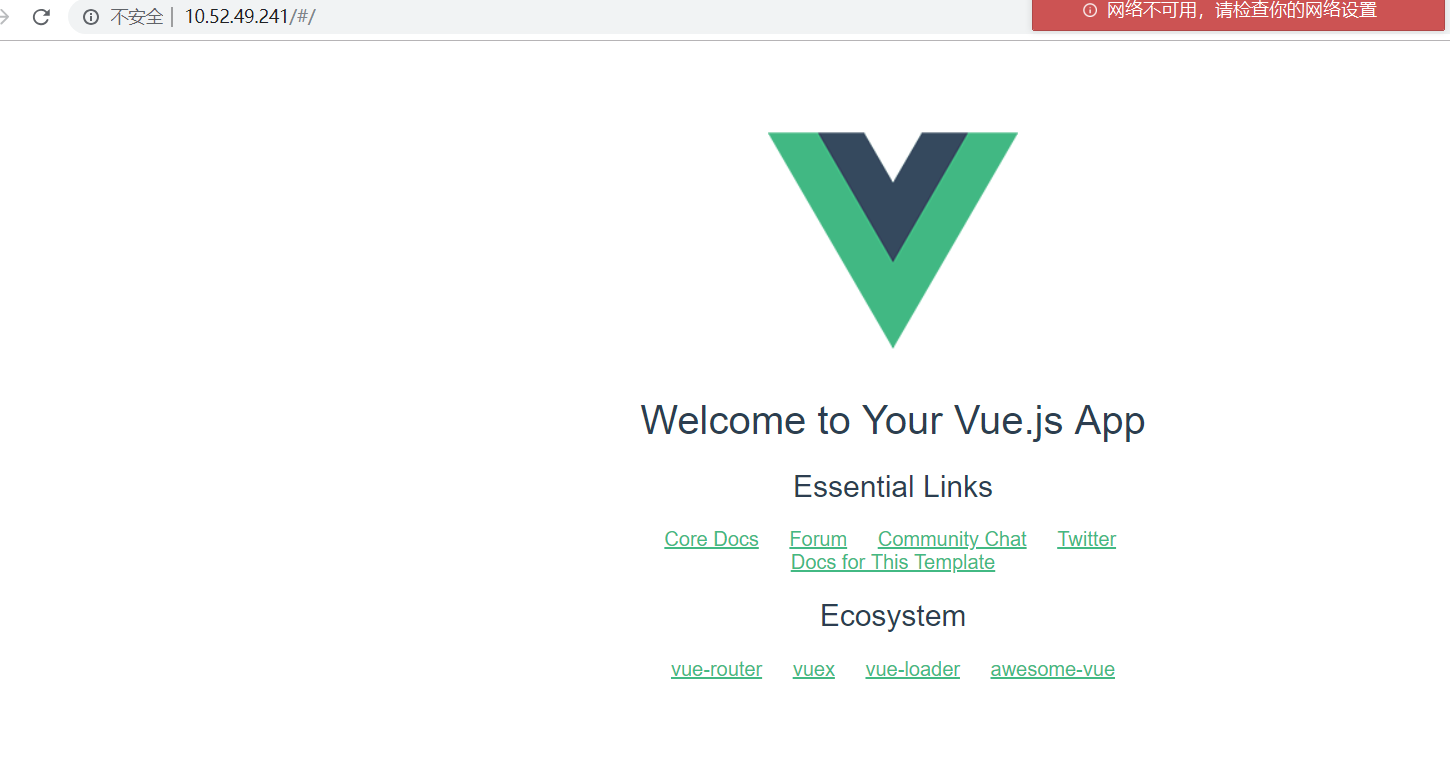 不安全 | 10.52.49.241/#/
网络不可用，请检查你的网络设置
Welcome to Your Vue.js App
Essential Links
Core Docs Forum Community Chat Twitter
Docs for This Template
Ecosystem
vue-router vuex vue-loader awesome-vue